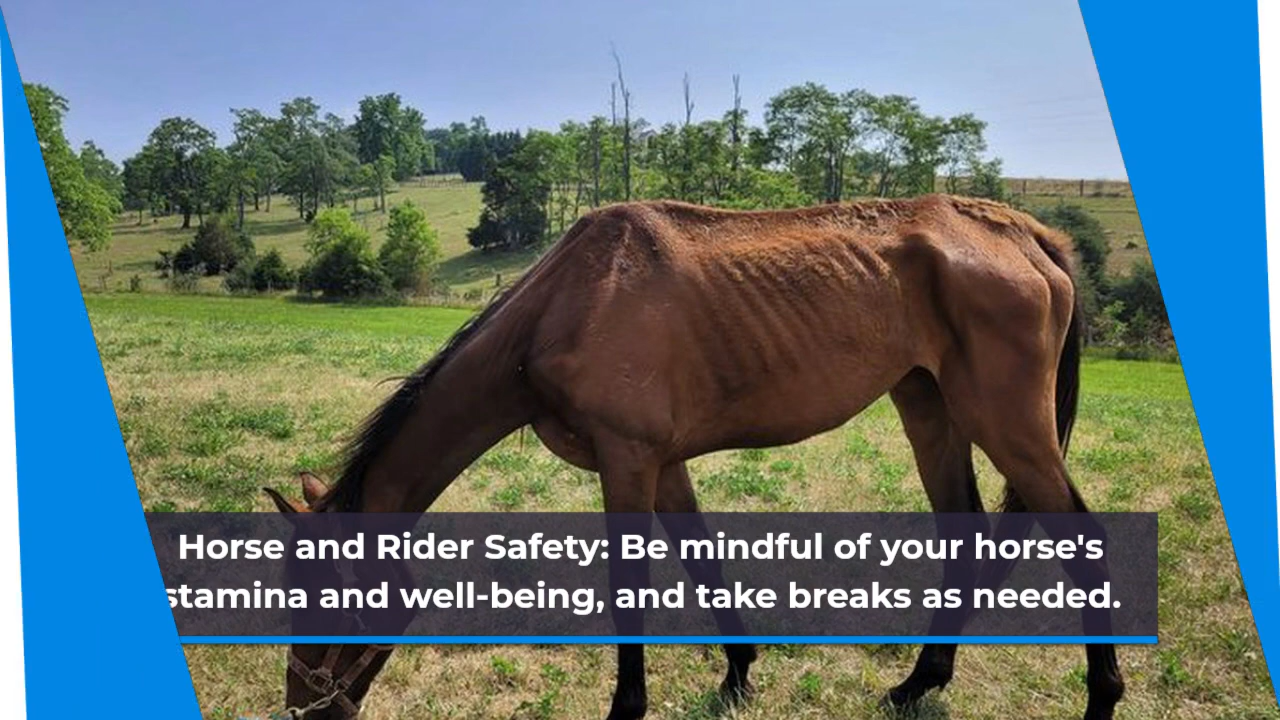 Horse and Rider Safety: Be mindful of your horse's
stamina and well-being, and take breaks as needed.